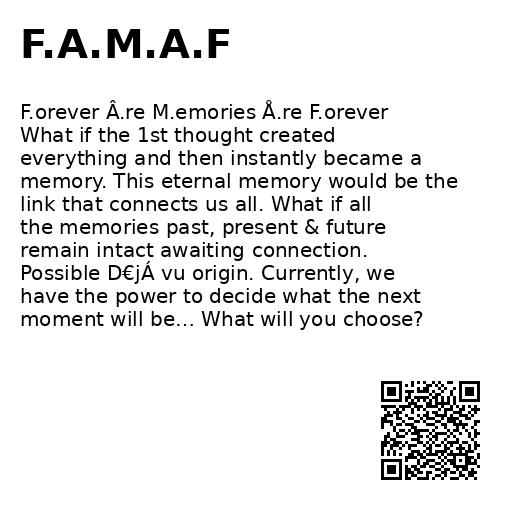 F.A.M.A.F
F.orever Â.re M.emories Å.re F.orever
What if the 1st thought created
everything and then instantly became a
memory. This eternal memory would be the
link that connects us all. What if all
the memories past, present & future
remain intact awaiting connection.
Possible D€jÁ vu origin. Currently, we
have the power to decide what the next
moment will be... What will you choose?